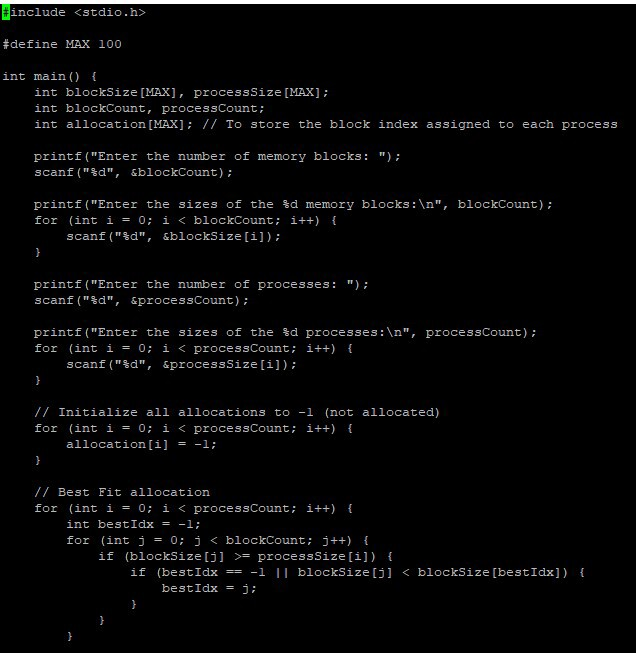 #include <stdio.h>

#define MAX 100

int main() {
    int blockSize[MAX], processSize[MAX];
    int blockCount, processCount;
    int allocation[MAX]; // To store the block index assigned to each process

    printf("Enter the number of memory blocks: ");
    scanf("%d", &blockCount);

    printf("Enter the sizes of the %d memory blocks:\n", blockCount);
    for (int i = 0; i < blockCount; i++) {
        scanf("%d", &blockSize[i]);
    }

    printf("Enter the number of processes: ");
    scanf("%d", &processCount);

    printf("Enter the sizes of the %d processes:\n", processCount);
    for (int i = 0; i < processCount; i++) {
        scanf("%d", &processSize[i]);
    }

    // Initialize all allocations to -1 (not allocated)
    for (int i = 0; i < processCount; i++) {
        allocation[i] = -1;
    }

    // Best Fit allocation
    for (int i = 0; i < processCount; i++) {
        int bestIdx = -1;
        for (int j = 0; j < blockCount; j++) {
            if (blockSize[j] >= processSize[i]) {
                if (bestIdx == -1 || blockSize[j] < blockSize[bestIdx]) {
                    bestIdx = j;
                }
            }
        }